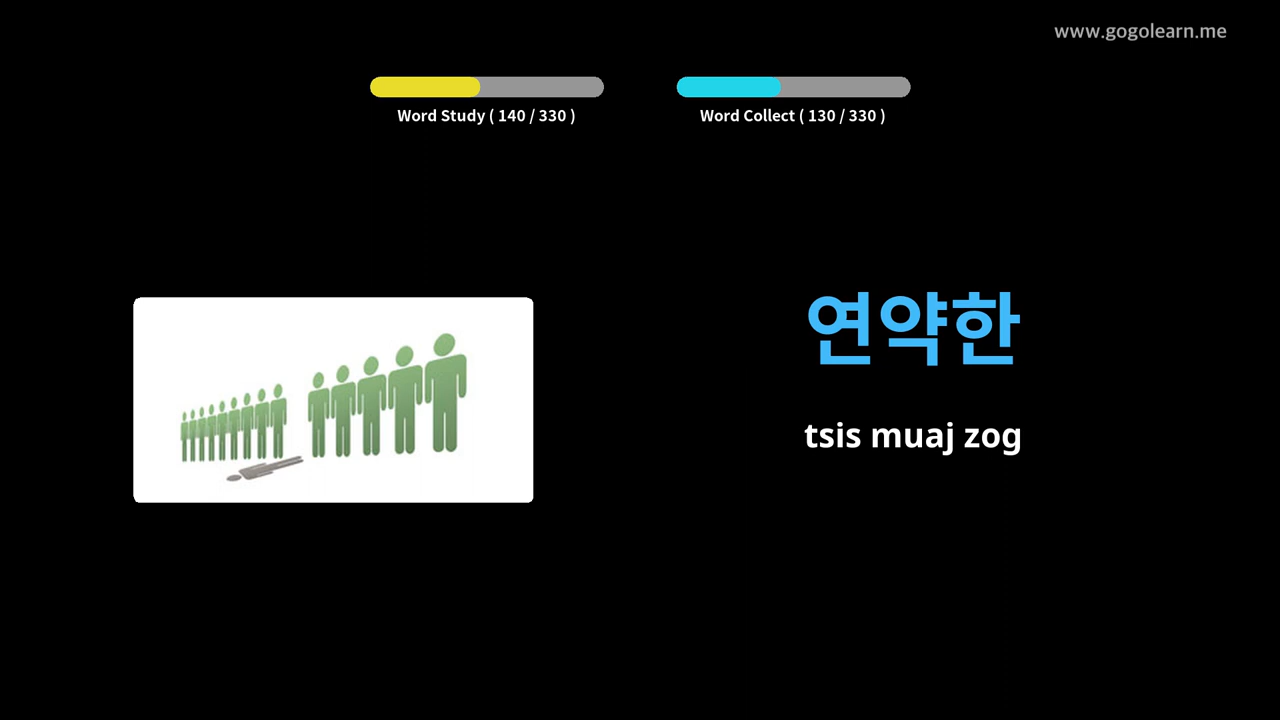 www.gogolearn.me
Word Study ( 140 / 330 )
Word Collect ( 130 / 330 )
연약한
tsis muaj zog